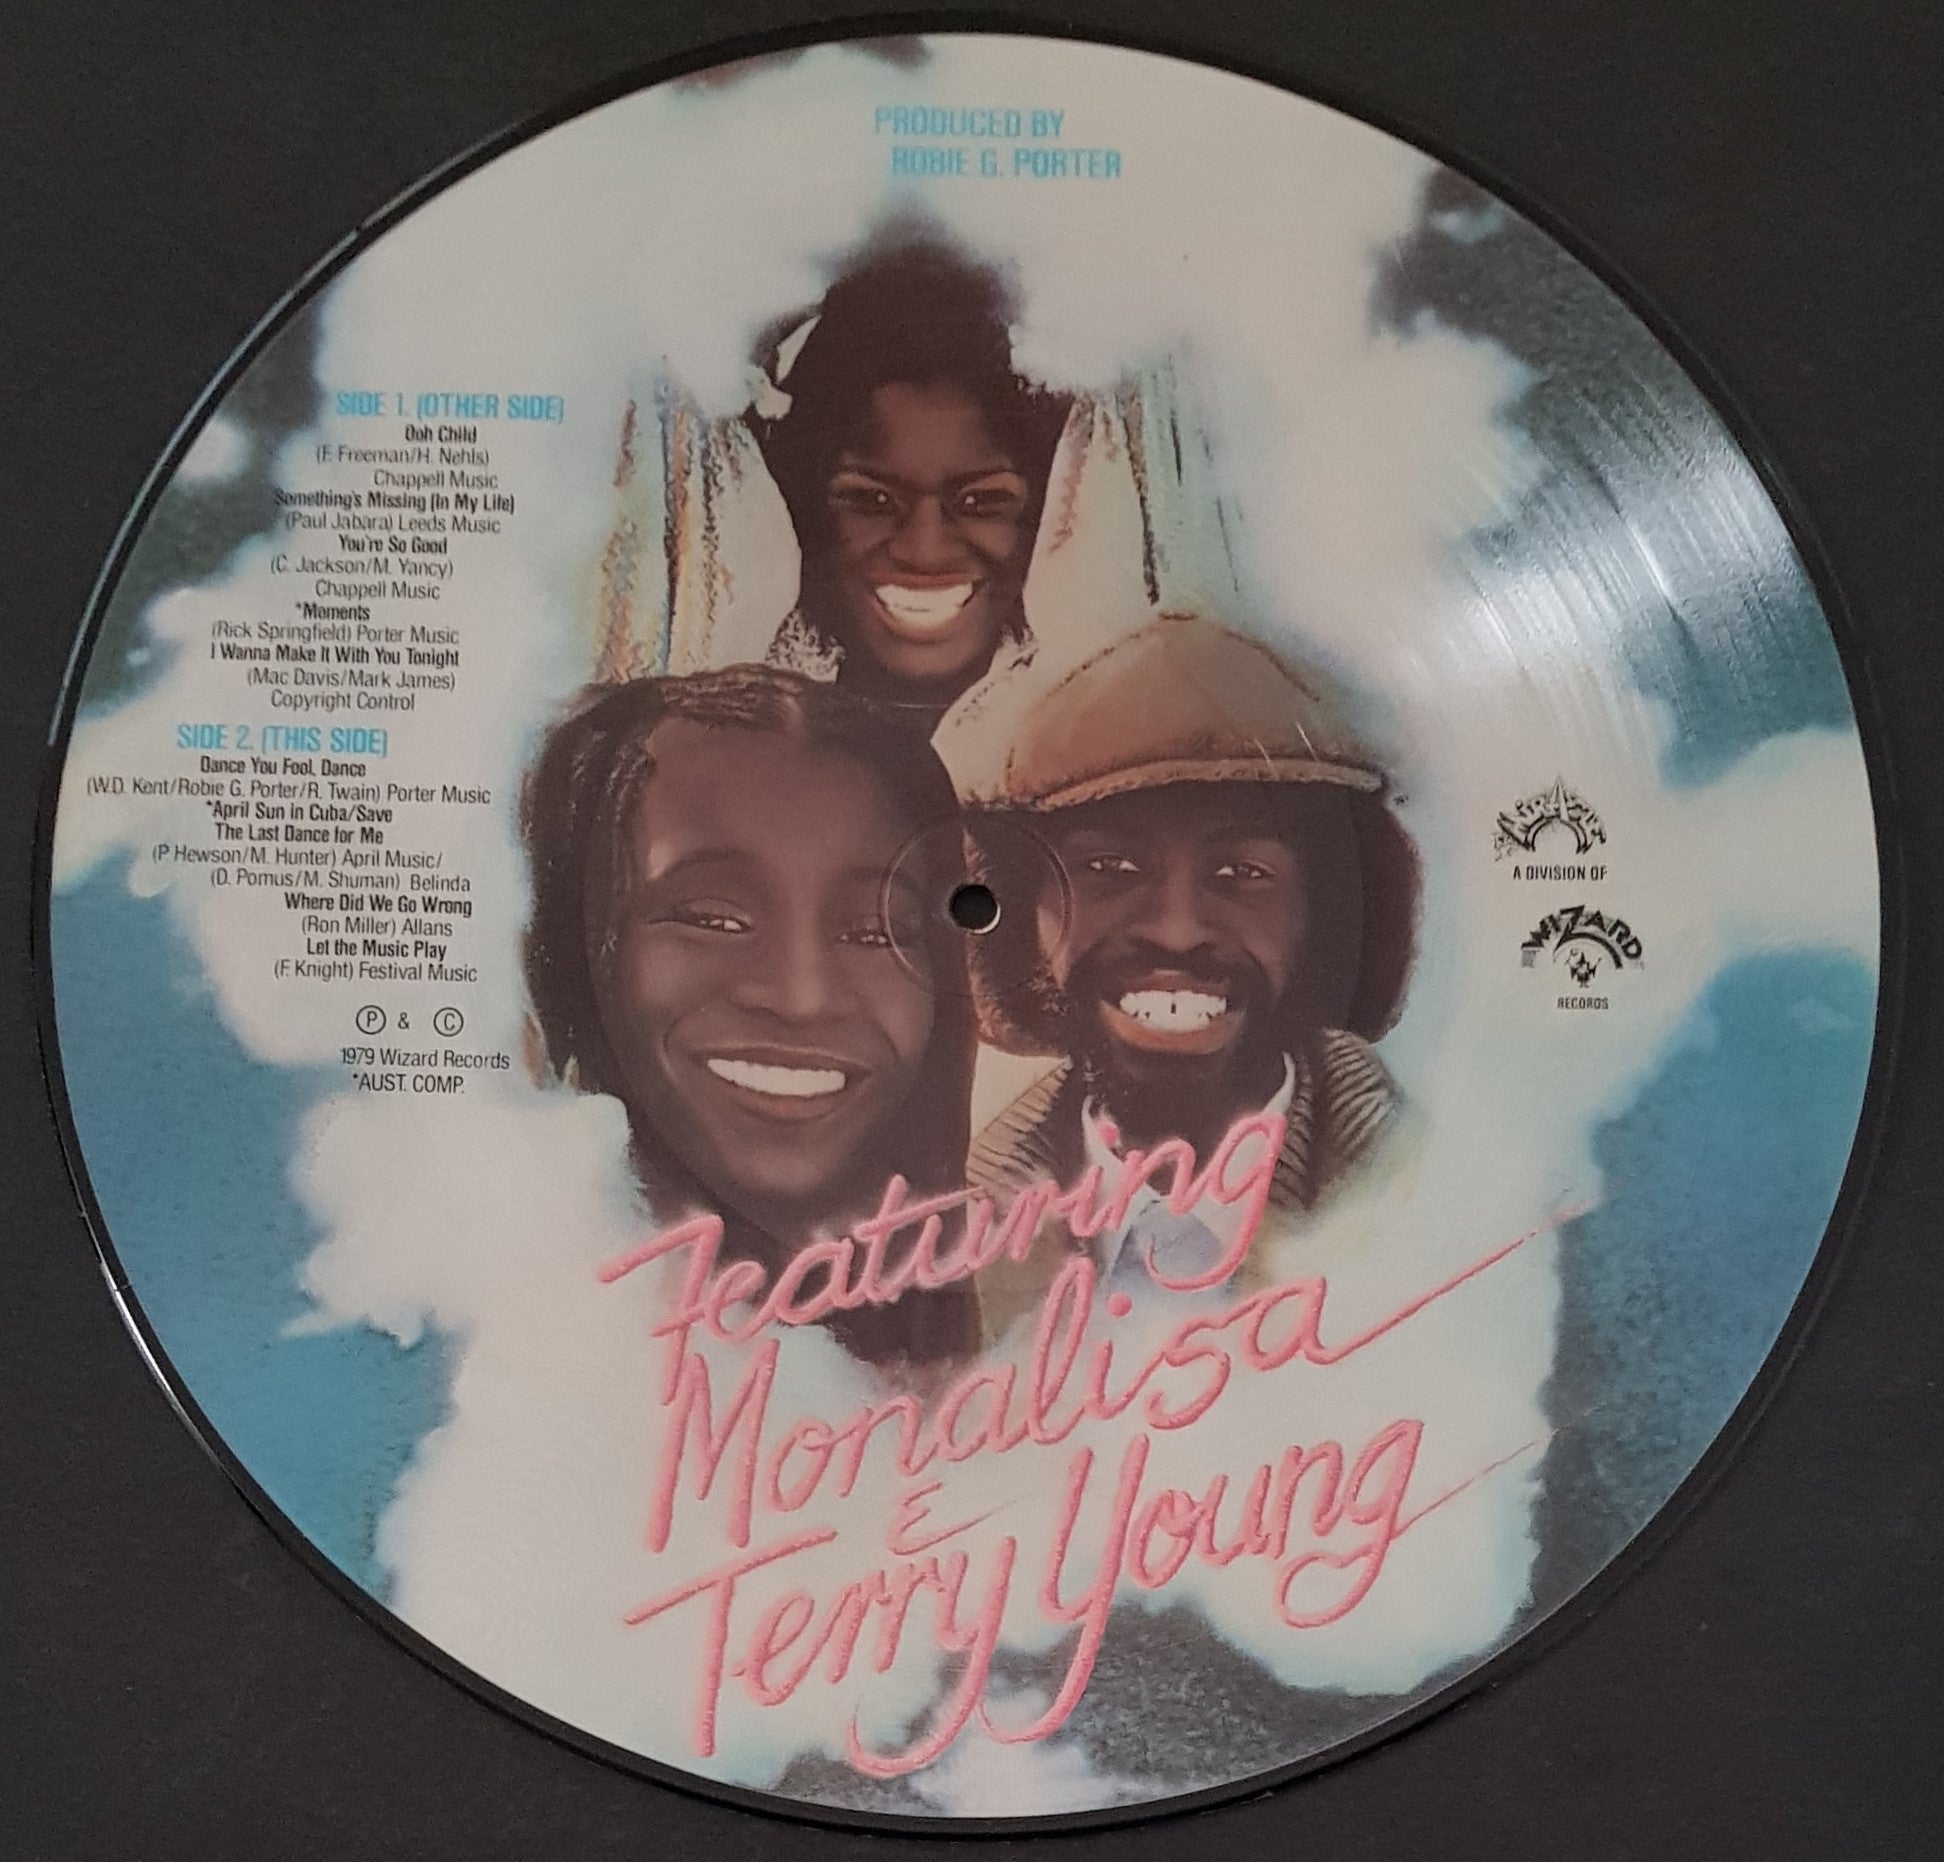 PRODUCED BY
ROBIE G. PORTER
SIDE 1. (OTHER SIDE)
Ooh Child
(F. Freeman/H. Nehls)
Chappell Music
Something's Missing (In My Life)
(Paul Jabara) Leeds Music
You're So Good
(C. Jackson/M. Yancy)
Chappell Music
*Moments
(Rick Springfield) Porter Music
I Wanna Make It With You Tonight
(Mac Davis/Mark James)
Copyright Control
SIDE 2. (THIS SIDE)
Dance You Fool, Dance
(W.D. Kent/Robie G. Porter/R. Twain) Porter Music
*April Sun in Cuba/Save
The Last Dance for Me
(P Hewson/M. Hunter) April Music/
(D. Pomus/M. Shuman) Belinda
Where Did We Go Wrong
(Ron Miller) Allans
Let the Music Play
(F. Knight) Festival Music
Ⓟ & ©
1979 Wizard Records
*AUST. COMP.
MIRACLE
A DIVISION OF
WIZARD
RECORDS
Featuring
Monalisa
&
Terry Young